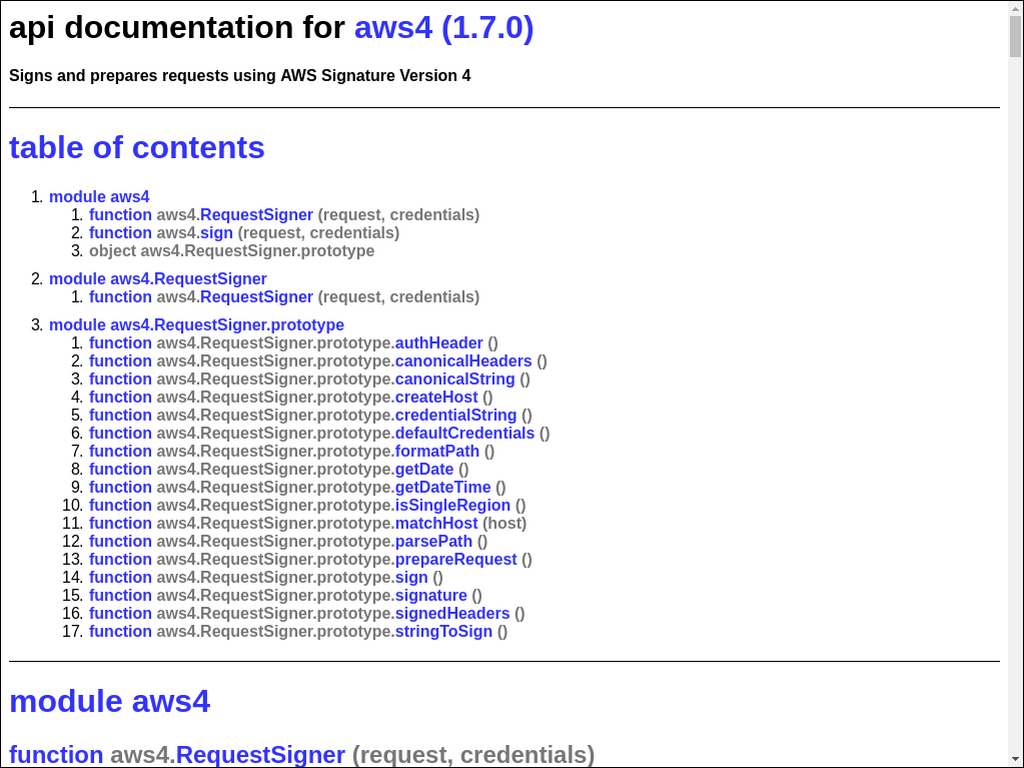 api documentation for aws4 (1.7.0)
Signs and prepares requests using AWS Signature Version 4
table of contents
1. module aws4
1. function aws4.RequestSigner (request, credentials)
2. function aws4.sign (request, credentials)
3. object aws4.RequestSigner.prototype
2. module aws4.RequestSigner
1. function aws4.RequestSigner (request, credentials)
3. module aws4.RequestSigner.prototype
1. function aws4.RequestSigner.prototype.authHeader ()
2. function aws4.RequestSigner.prototype.canonicalHeaders ()
3. function aws4.RequestSigner.prototype.canonicalString ()
4. function aws4.RequestSigner.prototype.createHost ()
5. function aws4.RequestSigner.prototype.credentialString ()
6. function aws4.RequestSigner.prototype.defaultCredentials ()
7. function aws4.RequestSigner.prototype.formatPath ()
8. function aws4.RequestSigner.prototype.getDate ()
9. function aws4.RequestSigner.prototype.getDateTime ()
10. function aws4.RequestSigner.prototype.isSingleRegion ()
11. function aws4.RequestSigner.prototype.matchHost (host)
12. function aws4.RequestSigner.prototype.parsePath ()
13. function aws4.RequestSigner.prototype.prepareRequest ()
14. function aws4.RequestSigner.prototype.sign ()
15. function aws4.RequestSigner.prototype.signature ()
16. function aws4.RequestSigner.prototype.signedHeaders ()
17. function aws4.RequestSigner.prototype.stringToSign ()
module aws4
function aws4.RequestSigner (request, credentials)